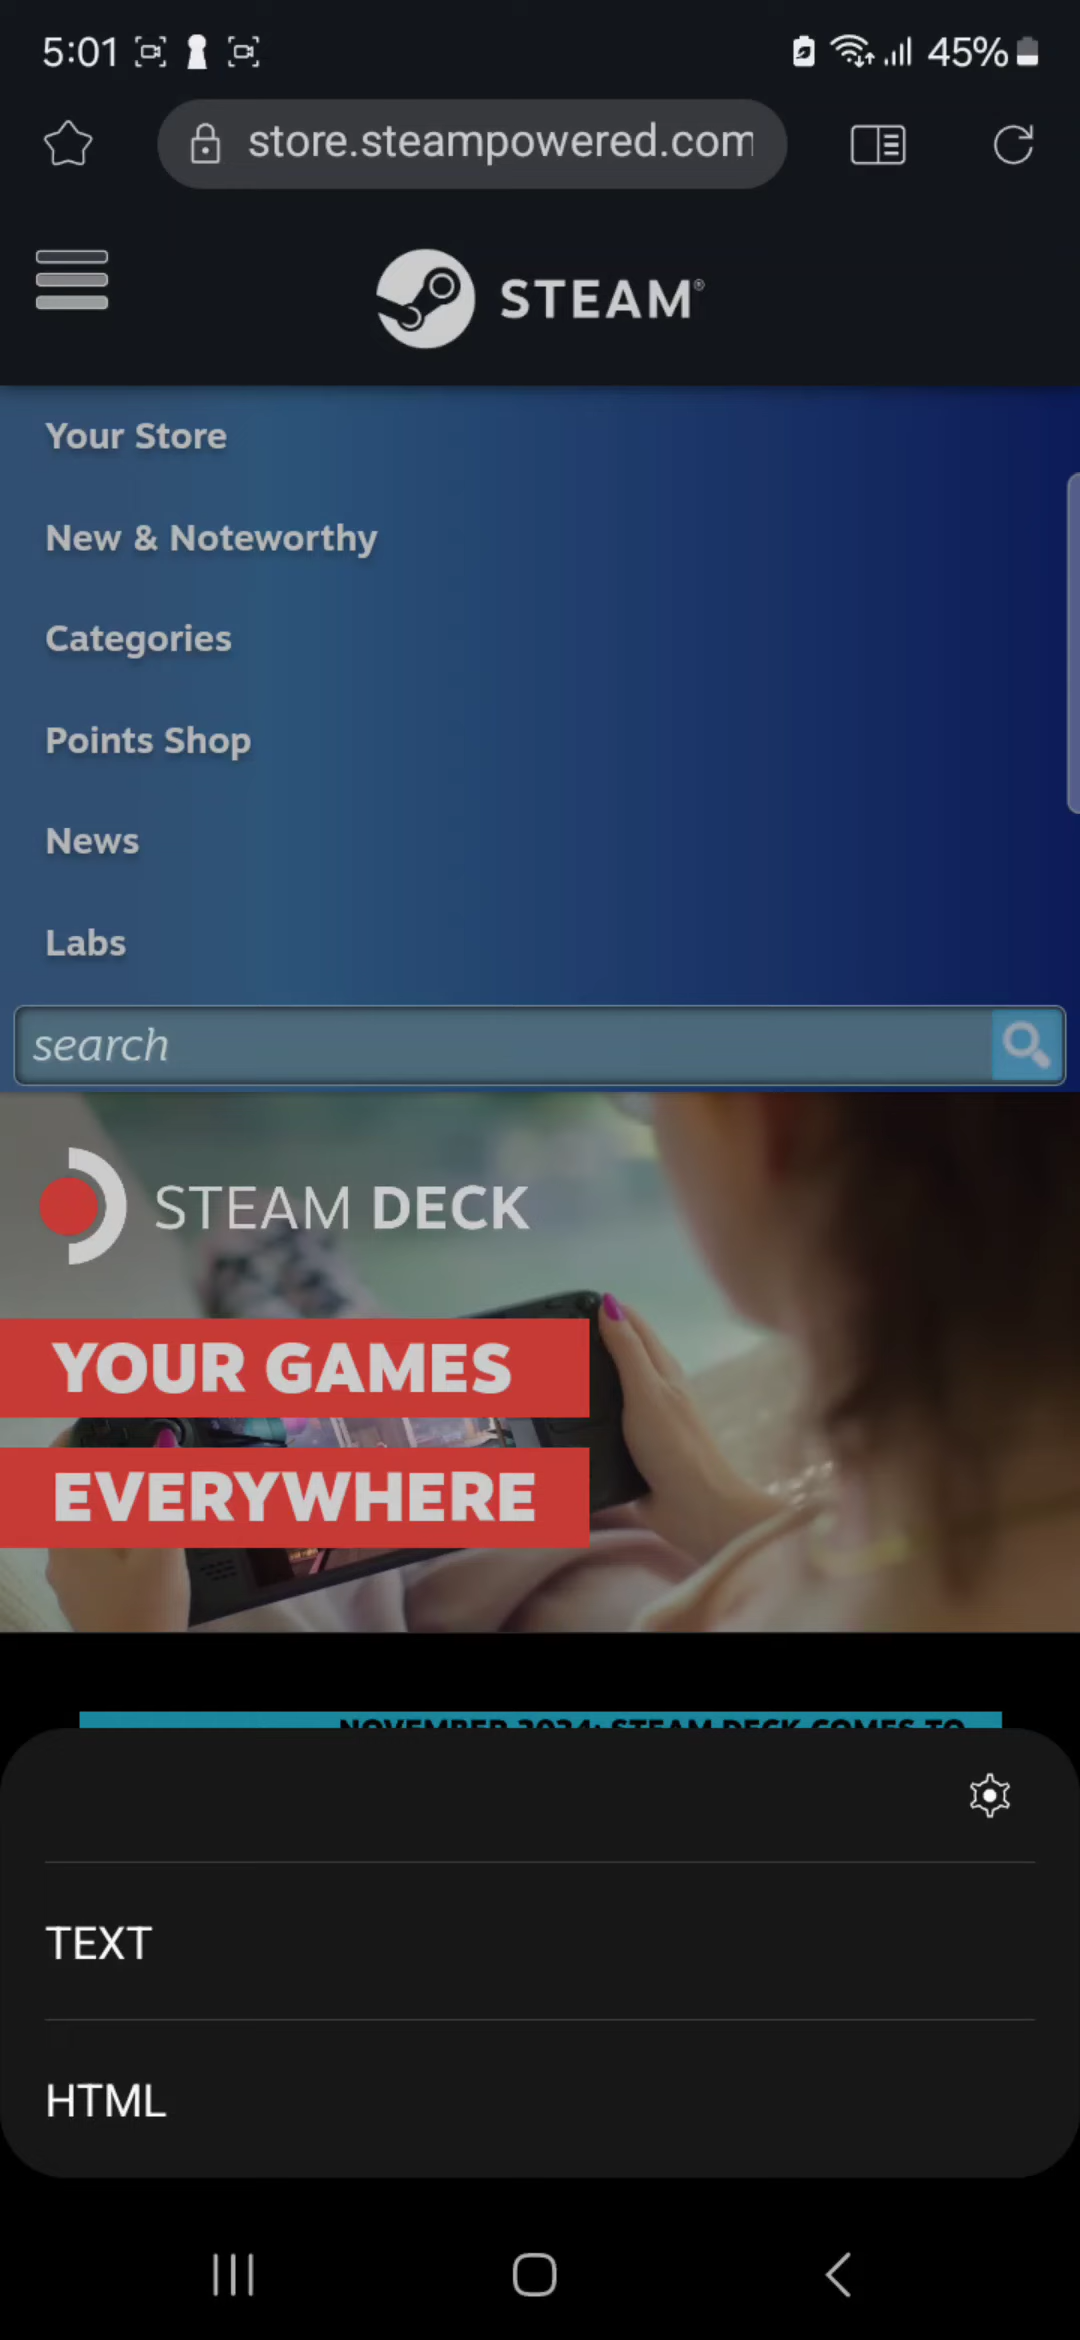 5:01
45%
store.steampowered.com
STEAM®
Your Store
New & Noteworthy
Categories
Points Shop
News
Labs
search
STEAM DECK
YOUR GAMES
EVERYWHERE
NOVEMBER 2024: STEAM DECK COMES TO
TEXT
HTML